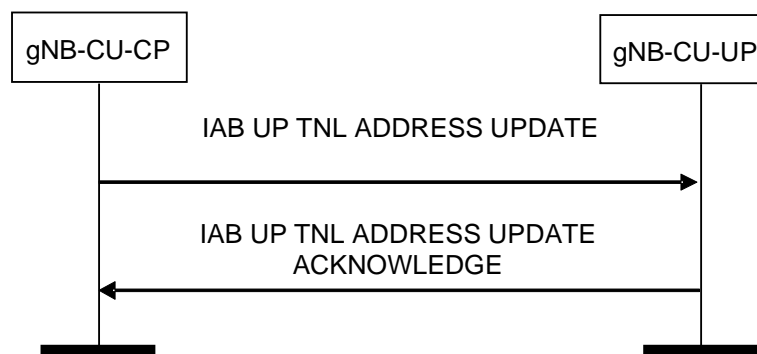 gNB-CU-CP
gNB-CU-UP
IAB UP TNL ADDRESS UPDATE
IAB UP TNL ADDRESS UPDATE
ACKNOWLEDGE